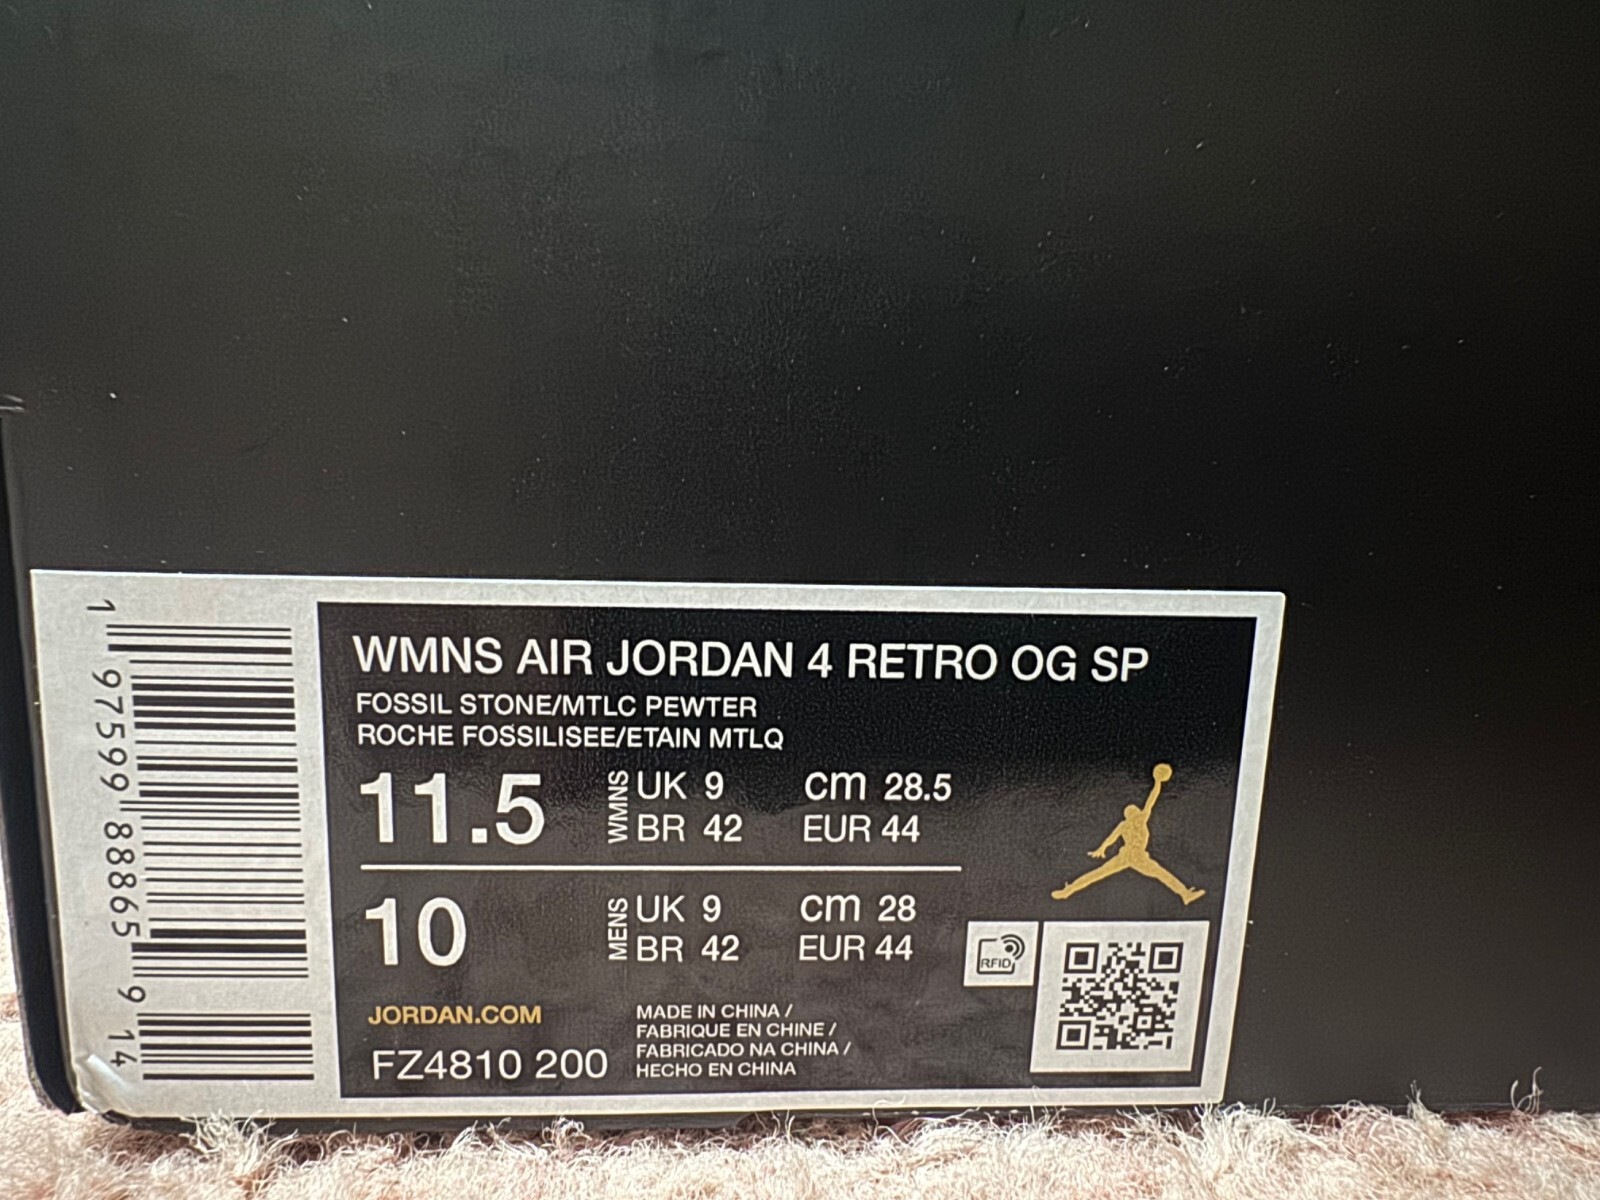 1 97599 88865 9 14
WMNS AIR JORDAN 4 RETRO OG SP
FOSSIL STONE/MTLC PEWTER
ROCHE FOSSILISEE/ETAIN MTLQ
11.5 WMNS UK 9 cm 28.5
BR 42 EUR 44
10 MENS UK 9 cm 28
BR 42 EUR 44
RFID
JORDAN.COM
FZ4810 200
MADE IN CHINA /
FABRIQUE EN CHINE /
FABRICADO NA CHINA /
HECHO EN CHINA